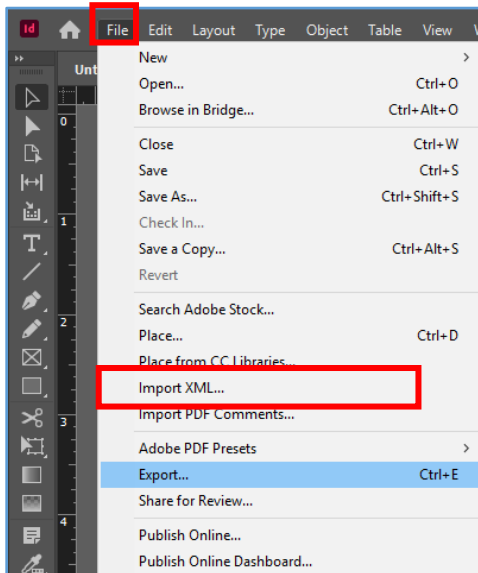 Id File Edit Layout Type Object Table View
Unt
New
Open... Ctrl+O
Browse in Bridge... Ctrl+Alt+O
Close Ctrl+W
Save Ctrl+S
Save As... Ctrl+Shift+S
Check In...
Save a Copy... Ctrl+Alt+S
Revert
Search Adobe Stock...
Place... Ctrl+D
Place from CC Libraries...
Import XML...
Import PDF Comments...
Adobe PDF Presets
Export... Ctrl+E
Share for Review...
Publish Online...
Publish Online Dashboard...
0
1
2
3
4